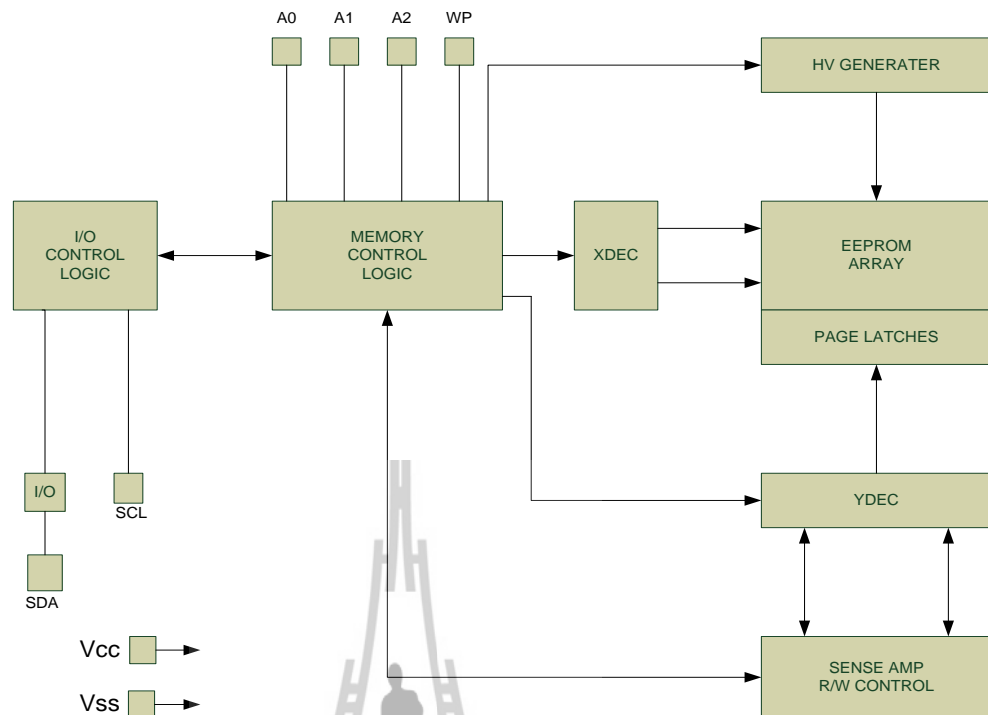 A0 A1 A2 WP
HV GENERATER
I/O
CONTROL
LOGIC
MEMORY
CONTROL
LOGIC
XDEC
EEPROM
ARRAY
PAGE LATCHES
I/O
SCL
YDEC
SDA
Vcc
SENSE AMP
R/W CONTROL
Vss